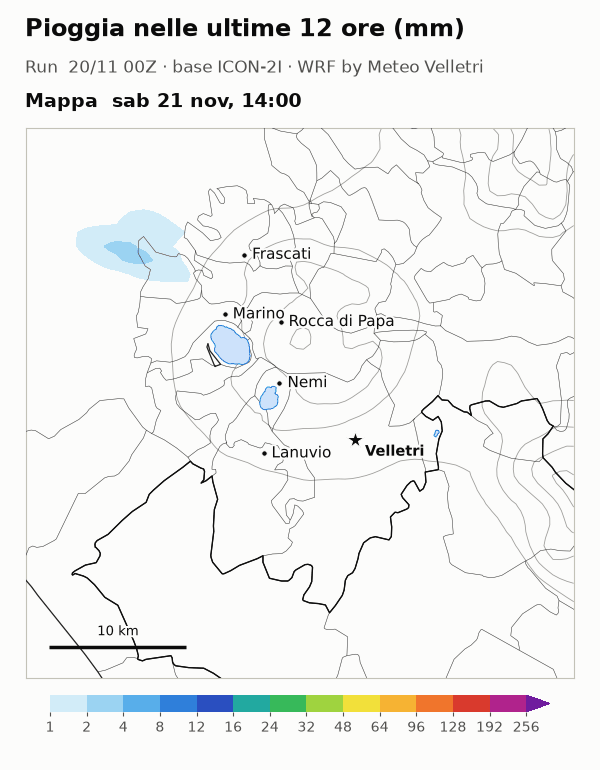 Pioggia nelle ultime 12 ore (mm)
Run  20/11 00Z · base ICON-2I · WRF by Meteo Velletri
Mappa  sab 21 nov, 14:00
Frascati
Marino
Rocca di Papa
Nemi
Velletri
Lanuvio
10 km
1 2 4 8 12 16 24 32 48 64 96 128 192 256